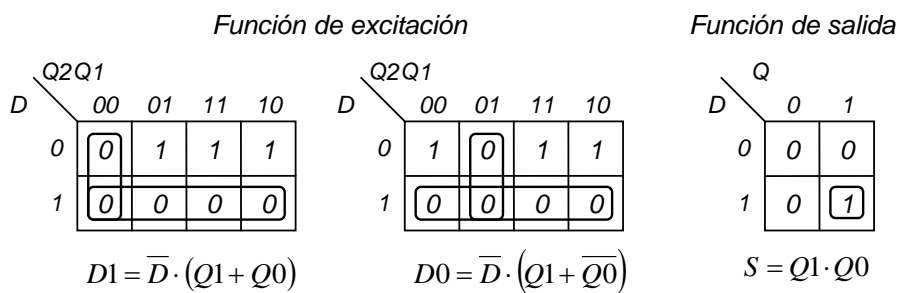 Función de excitación Función de salida
Q2Q1 Q2Q1 Q
D 00 01 11 10 D 00 01 11 10 D 0 1
0 0 1 1 1 0 1 0 1 1 0 0 0
1 0 0 0 0 1 0 0 0 0 1 0 1
D1 = D̅ · (Q1 + Q0) D0 = D̅ · (Q1 + Q̅0̅) S = Q1 · Q0